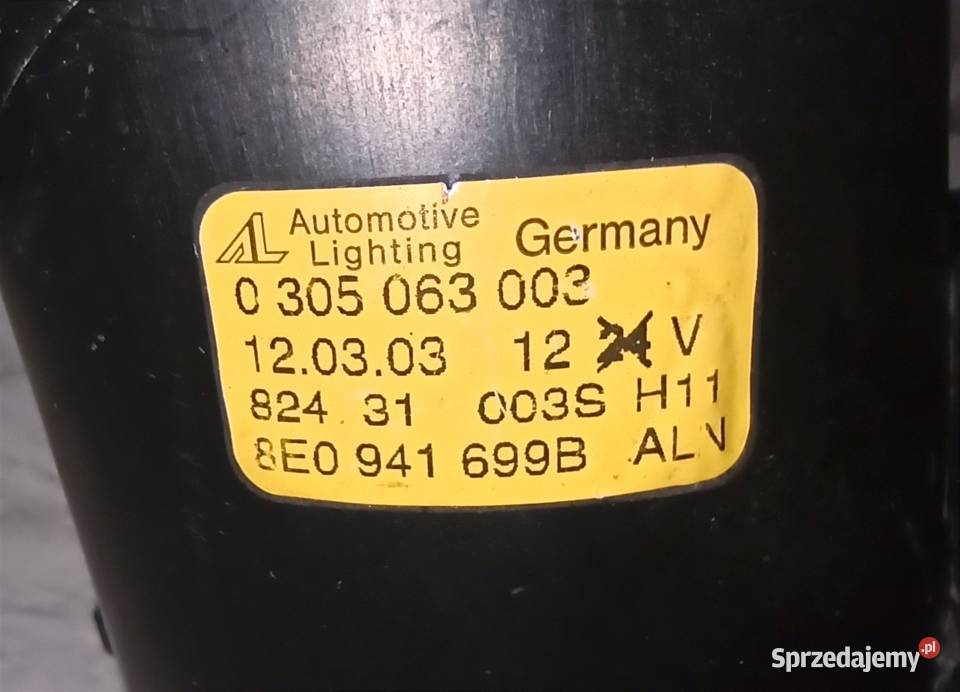 AL Automotive
Lighting Germany
0 305 063 003
12.03.03 12 24 V
824 31 003S H11
8E0 941 699B ALN
Sprzedajemy.pl